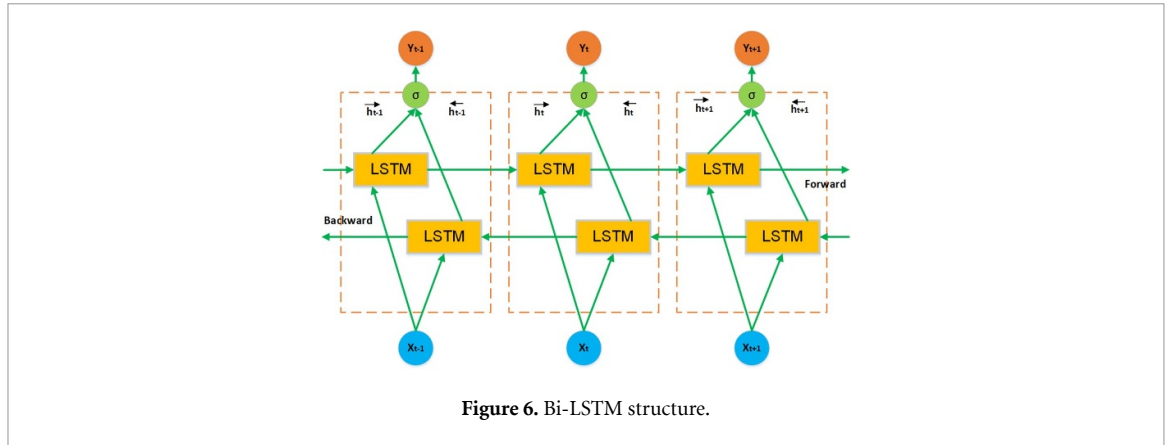 Yt-1 Yt Yt+1
σ σ σ
→ht-1 ←ht-1 →ht ←ht →ht+1 ←ht+1
LSTM LSTM LSTM
Forward
Backward
LSTM LSTM LSTM
Xt-1 Xt Xt+1
Figure 6. Bi-LSTM structure.